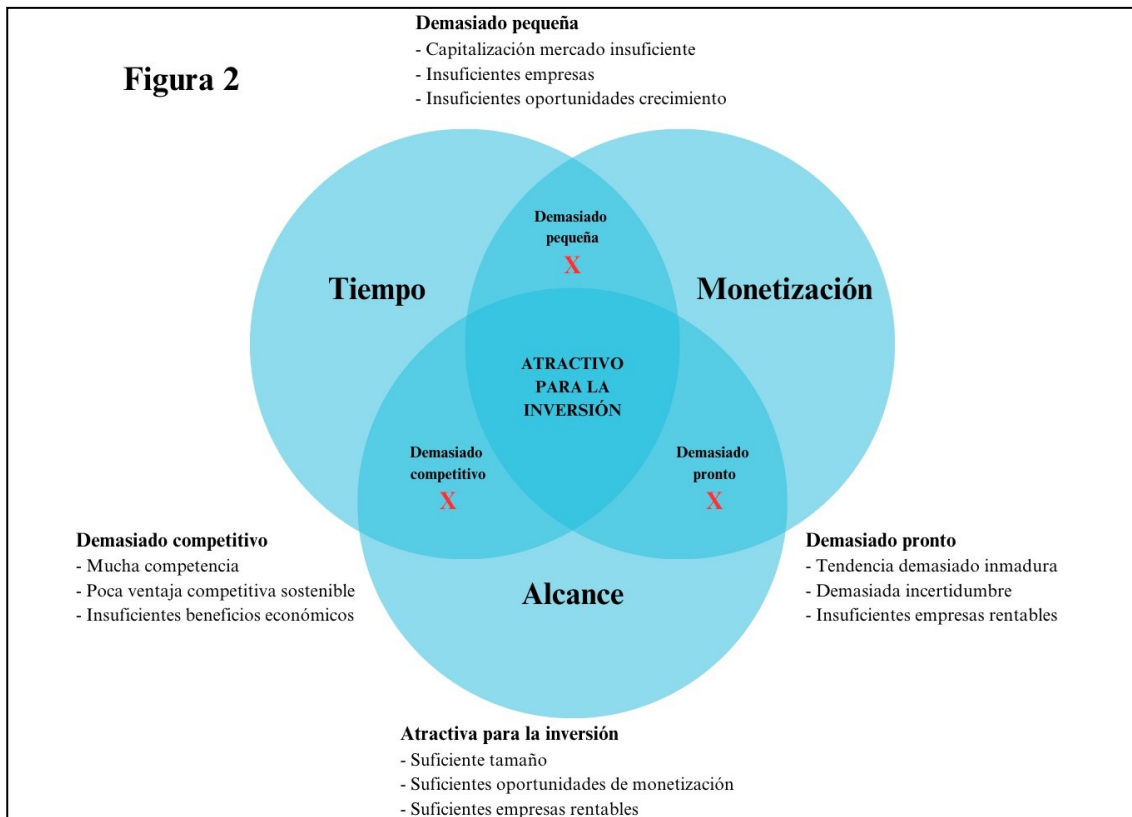 Demasiado pequeña
- Capitalización mercado insuficiente
- Insuficientes empresas
- Insuficientes oportunidades crecimiento
Figura 2
Demasiado
pequeña
X
Tiempo
Monetización
ATRACTIVO
PARA LA
INVERSIÓN
Demasiado
competitivo
X
Demasiado
pronto
X
Demasiado competitivo
- Mucha competencia
- Poca ventaja competitiva sostenible
- Insuficientes beneficios económicos
Alcance
Demasiado pronto
- Tendencia demasiado inmadura
- Demasiada incertidumbre
- Insuficientes empresas rentables
Atractiva para la inversión
- Suficiente tamaño
- Suficientes oportunidades de monetización
- Suficientes empresas rentables